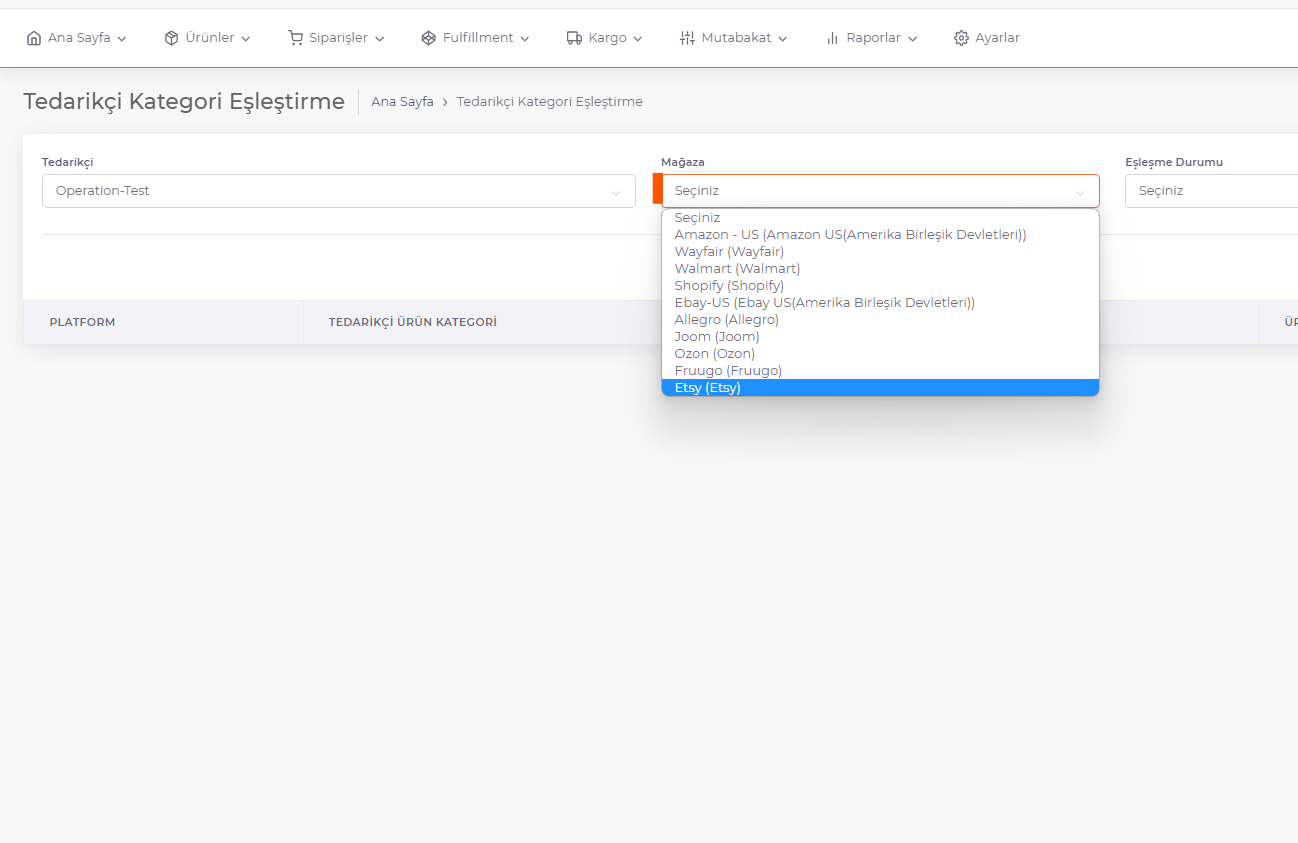 Ana Sayfa
Ürünler
Siparişler
Fulfillment
Kargo
Mutabakat
Raporlar
Ayarlar
Tedarikçi Kategori Eşleştirme
Ana Sayfa > Tedarikçi Kategori Eşleştirme
Tedarikçi
Operation-Test
Mağaza
Seçiniz
Eşleşme Durumu
Seçiniz
Seçiniz
Amazon - US (Amazon US(Amerika Birleşik Devletleri))
Wayfair (Wayfair)
Walmart (Walmart)
Shopify (Shopify)
Ebay-US (Ebay US(Amerika Birleşik Devletleri))
Allegro (Allegro)
Joom (Joom)
Ozon (Ozon)
Fruugo (Fruugo)
Etsy (Etsy)
PLATFORM
TEDARİKÇİ ÜRÜN KATEGORİ